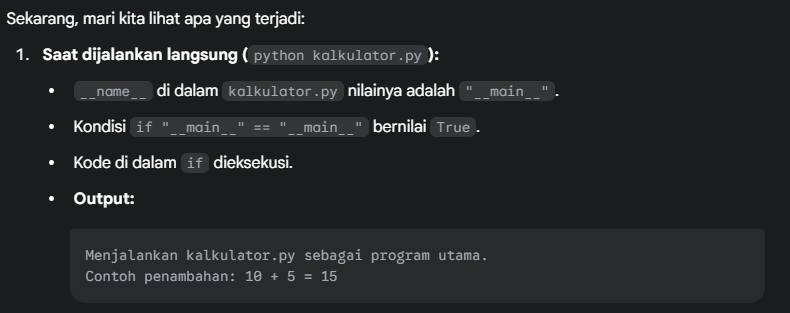 Sekarang, mari kita lihat apa yang terjadi:
1. Saat dijalankan langsung ( python kalkulator.py ):
• __name__ di dalam kalkulator.py nilainya adalah "__main__".
• Kondisi if "__main__" == "__main__" bernilai True.
• Kode di dalam if dieksekusi.
• Output:
Menjalankan kalkulator.py sebagai program utama.
Contoh penambahan: 10 + 5 = 15